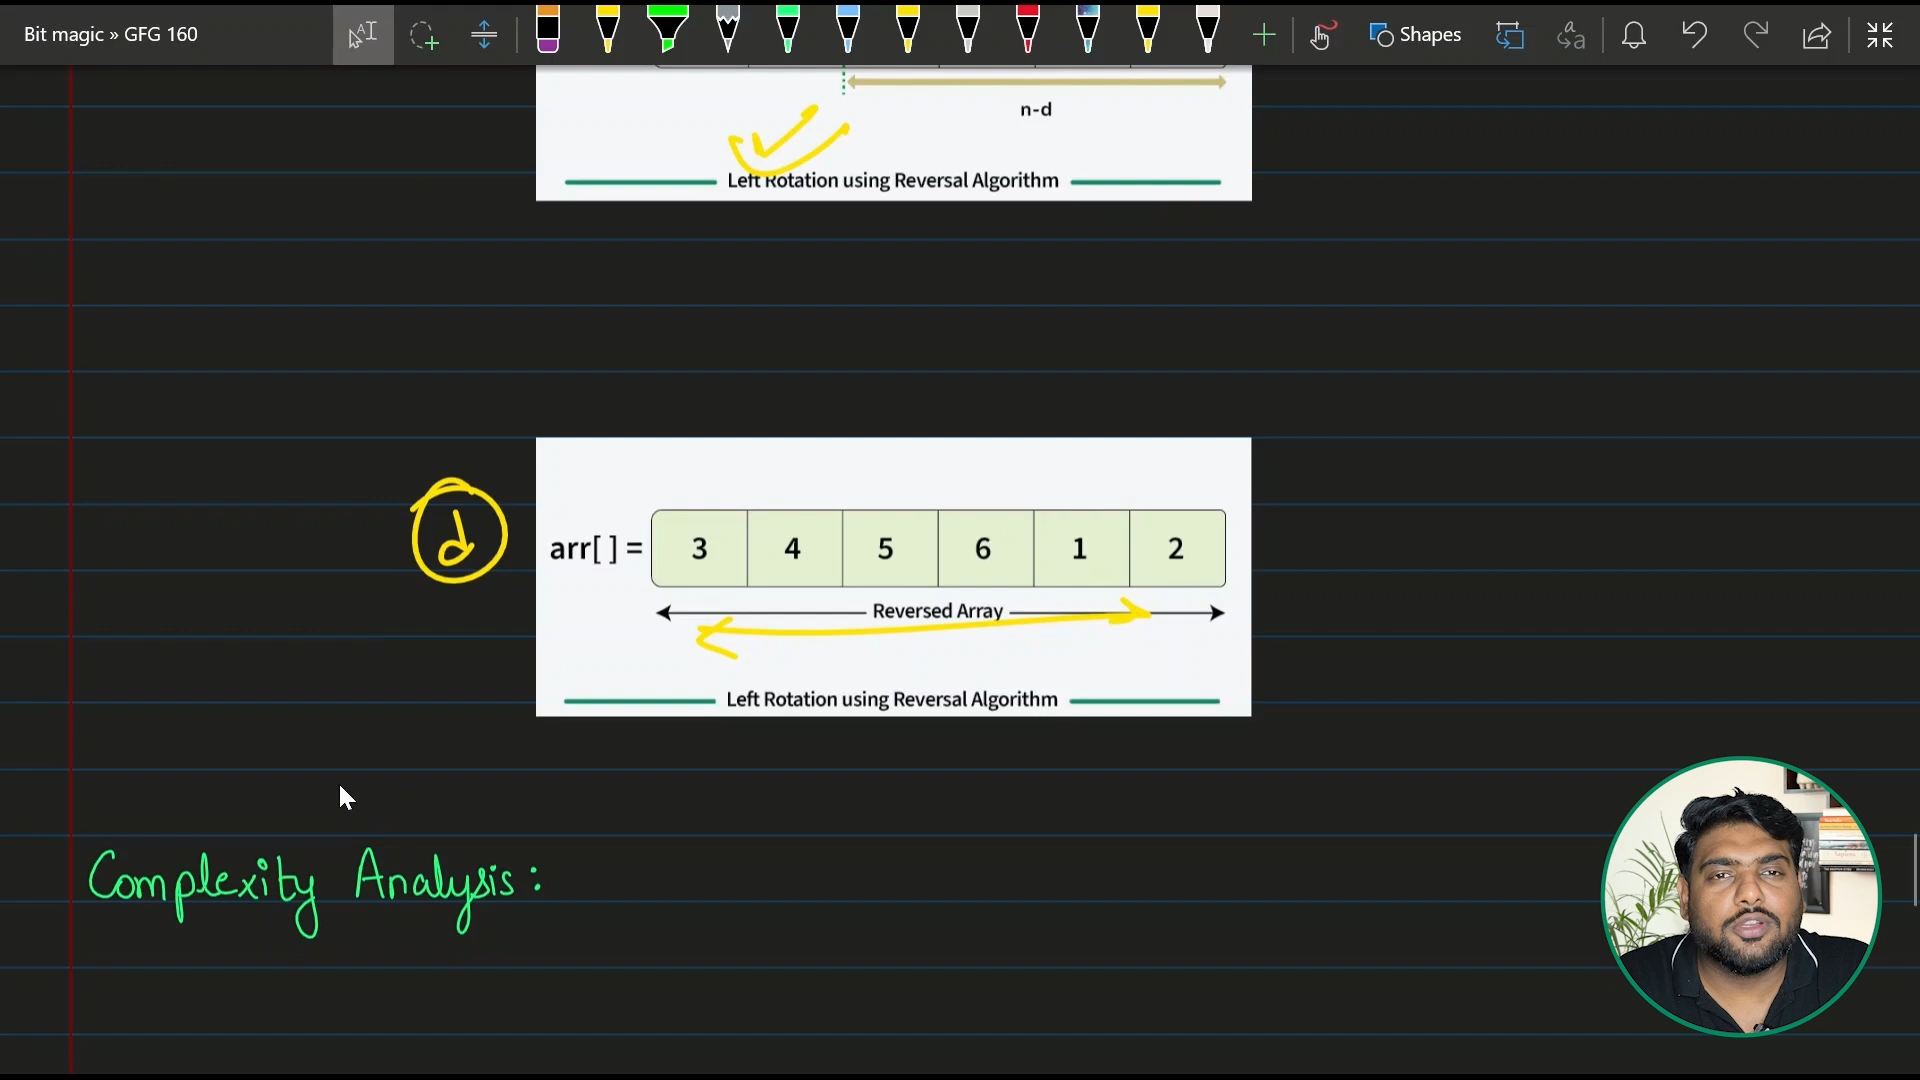 Bit magic » GFG 160
Shapes
n-d
Left Rotation using Reversal Algorithm
d
arr[ ] = 3 4 5 6 1 2
Reversed Array
Left Rotation using Reversal Algorithm
Complexity Analysis: